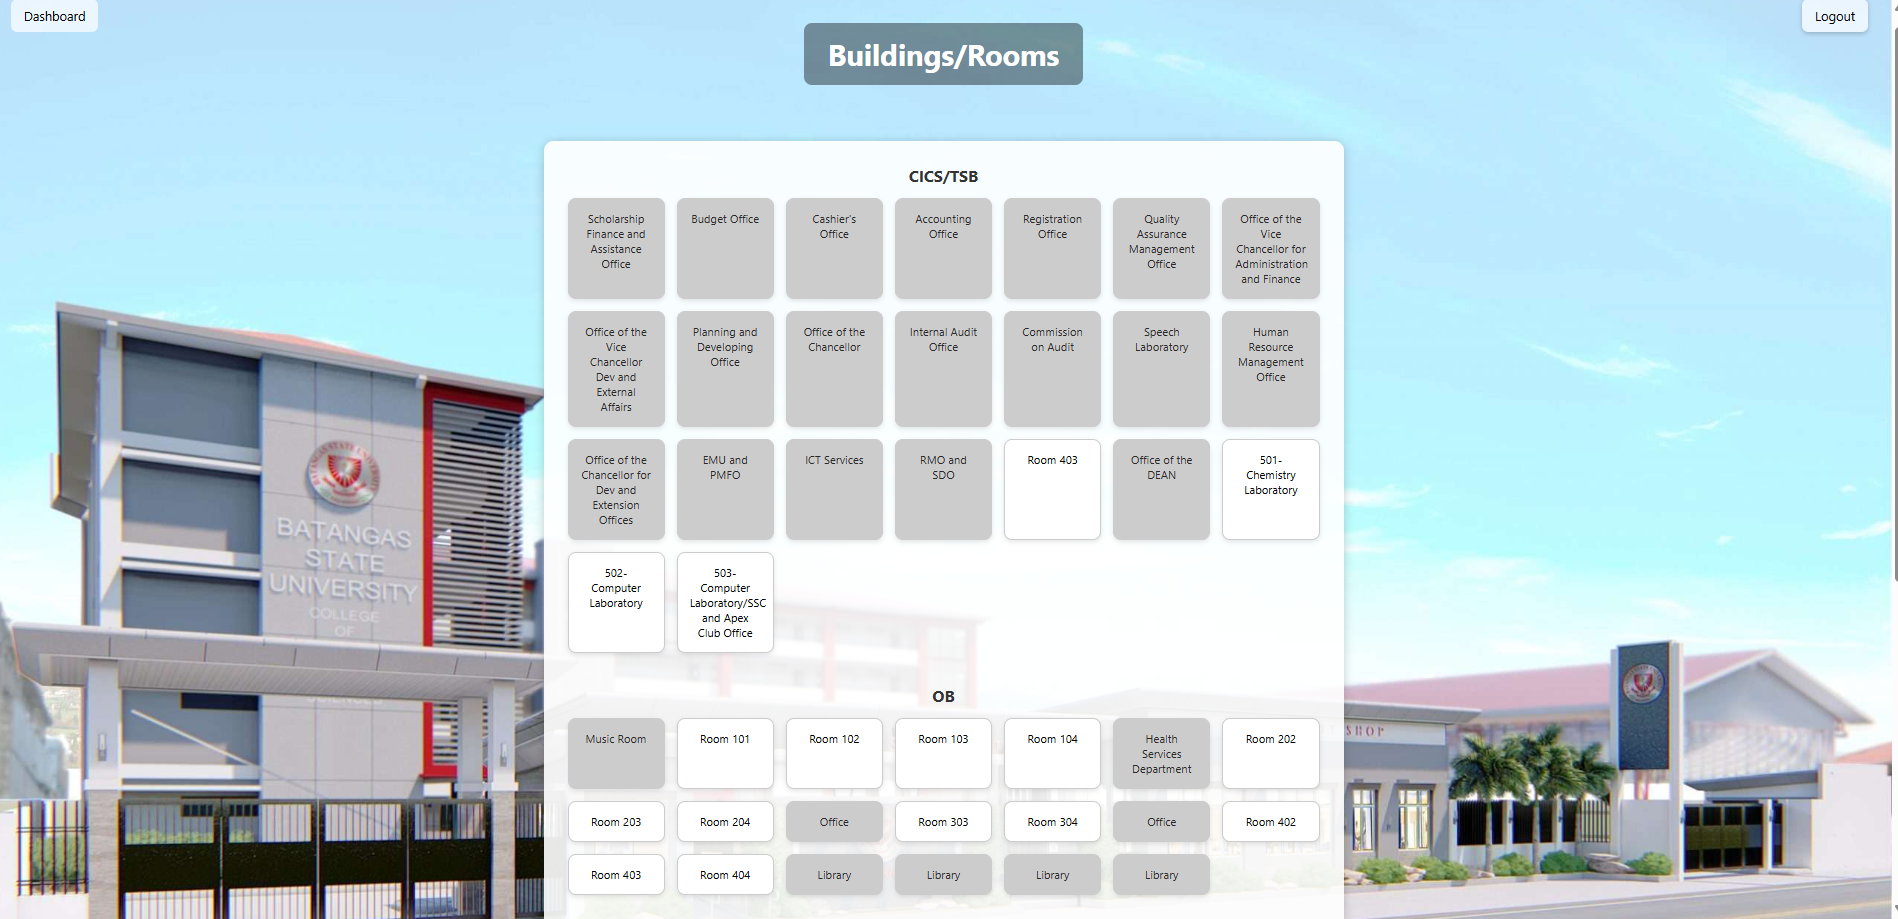 Dashboard
Logout
Buildings/Rooms
CICS/TSB
Scholarship
Finance and
Assistance
Office
Budget Office
Cashier's
Office
Accounting
Office
Registration
Office
Quality
Assurance
Management
Office
Office of the
Vice
Chancellor for
Administration
and Finance
Office of the
Vice
Chancellor
Dev and
External
Affairs
Planning and
Developing
Office
Office of the
Chancellor
Internal Audit
Office
Commission
on Audit
Speech
Laboratory
Human
Resource
Management
Office
Office of the
Chancellor for
Dev and
Extension
Offices
EMU and
PMFO
ICT Services
RMO and
SDO
Room 403
Office of the
DEAN
501-
Chemistry
Laboratory
502-
Computer
Laboratory
503-
Computer
Laboratory/SSC
and Apex
Club Office
OB
Music Room
Room 101
Room 102
Room 103
Room 104
Health
Services
Department
Room 202
Room 203
Room 204
Office
Room 303
Room 304
Office
Room 402
Room 403
Room 404
Library
Library
Library
Library
BATANGAS
STATE
UNIVERSITY
COLLEGE
OF
SHOP